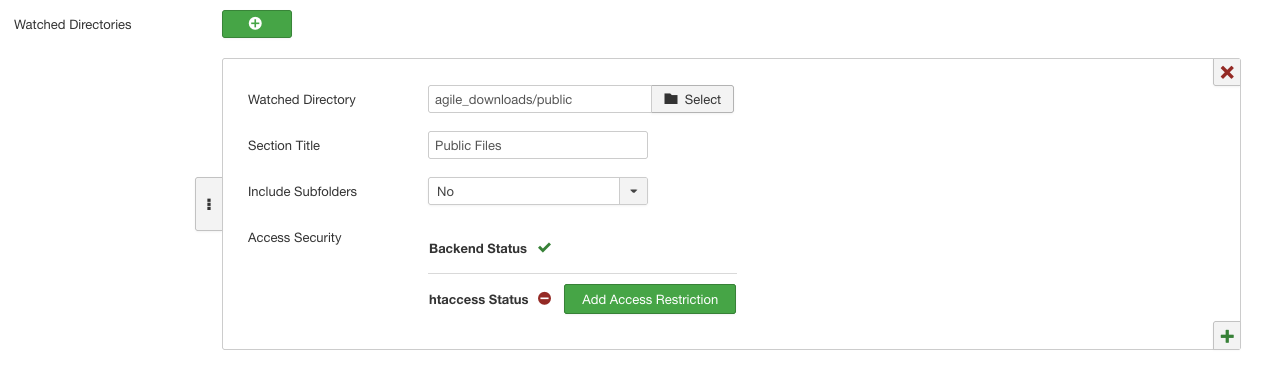 Watched Directories
Watched Directory
agile_downloads/public
Select
Section Title
Public Files
Include Subfolders
No
Access Security
Backend Status
htaccess Status
Add Access Restriction